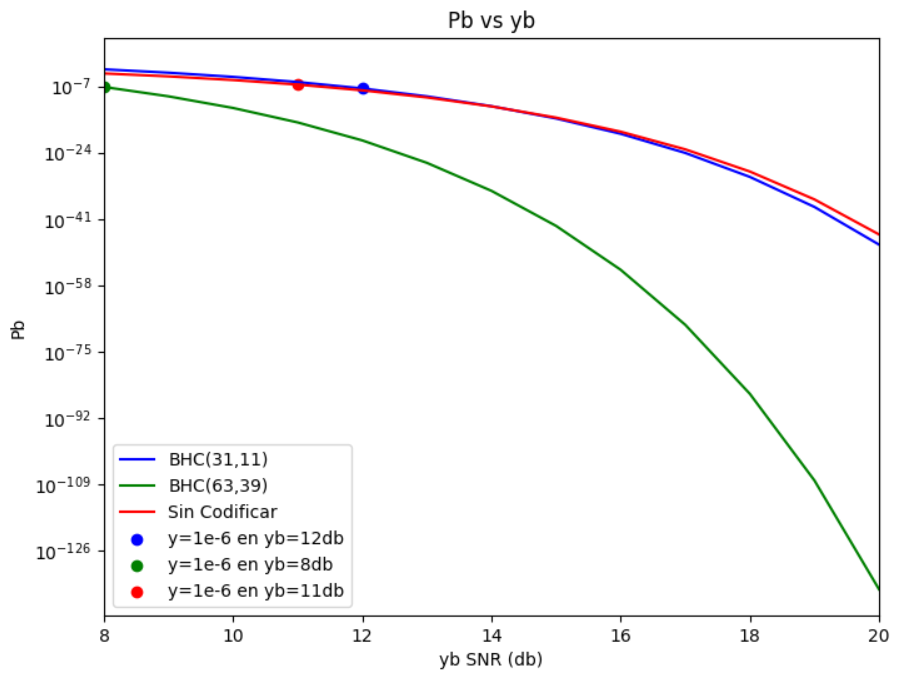 Pb vs yb
Pb
10^-7
10^-24
10^-41
10^-58
10^-75
10^-92
10^-109
10^-126
BHC(31,11)
BHC(63,39)
Sin Codificar
y=1e-6 en yb=12db
y=1e-6 en yb=8db
y=1e-6 en yb=11db
8 10 12 14 16 18 20
yb SNR (db)